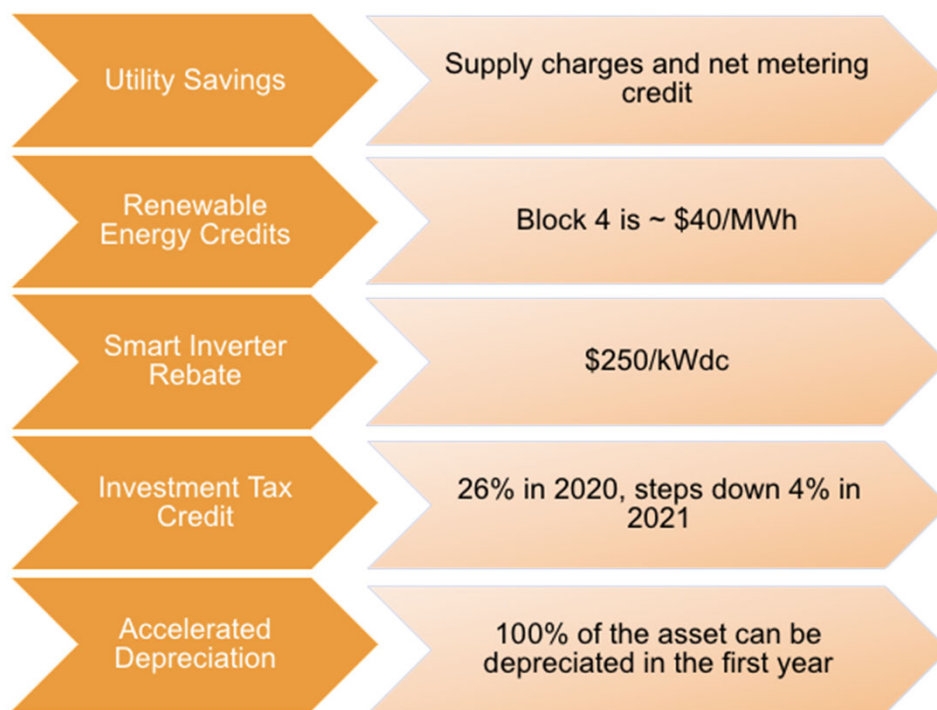 Utility Savings
Supply charges and net metering
credit
Renewable
Energy Credits
Block 4 is ~ $40/MWh
Smart Inverter
Rebate
$250/kWdc
Investment Tax
Credit
26% in 2020, steps down 4% in
2021
Accelerated
Depreciation
100% of the asset can be
depreciated in the first year